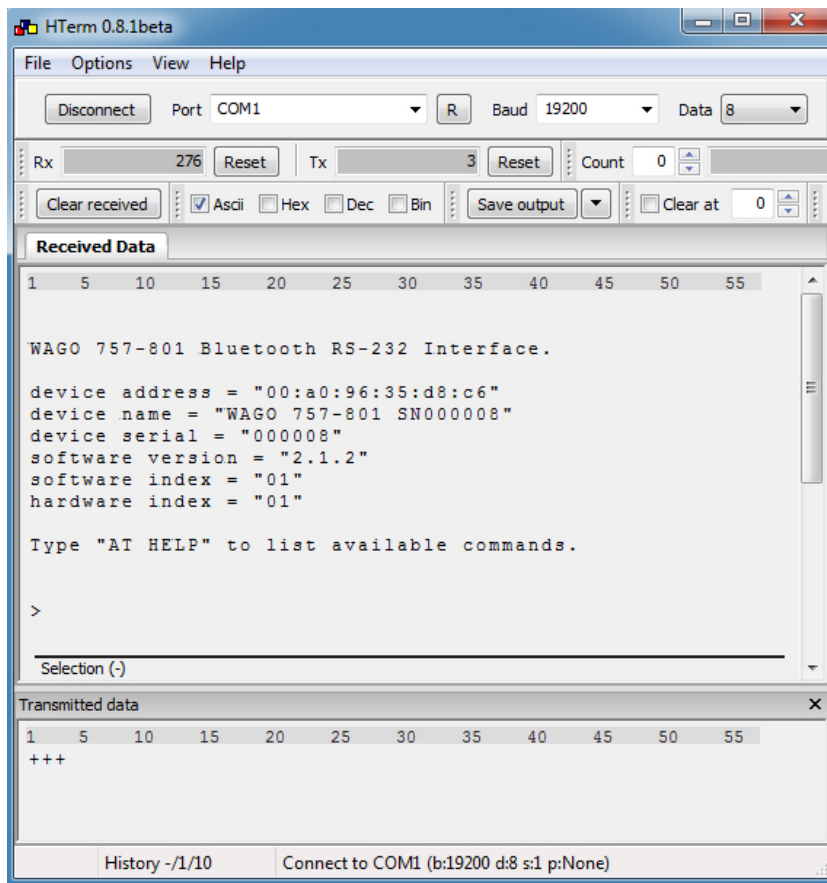 HTerm 0.8.1beta
File Options View Help
Disconnect Port COM1 R Baud 19200 Data 8
Rx 276 Reset Tx 3 Reset Count 0
Clear received Ascii Hex Dec Bin Save output Clear at 0
Received Data
1 5 10 15 20 25 30 35 40 45 50 55
WAGO 757-801 Bluetooth RS-232 Interface.
device address = "00:a0:96:35:d8:c6"
device name = "WAGO 757-801 SN000008"
device serial = "000008"
software version = "2.1.2"
software index = "01"
hardware index = "01"
Type "AT HELP" to list available commands.
>
Selection (-)
Transmitted data
1 5 10 15 20 25 30 35 40 45 50 55
+++
History -/1/10 Connect to COM1 (b:19200 d:8 s:1 p:None)